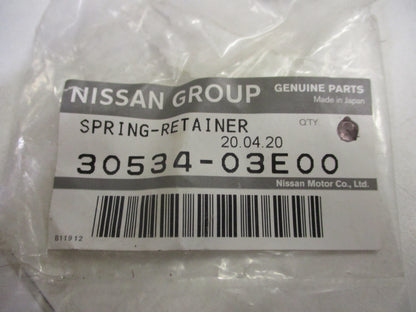 NISSAN GROUP
GENUINE PARTS
Made in Japan
SPRING-RETAINER
QTY
20.04.20
30534-03E00
Nissan Motor Co., Ltd.
B11912